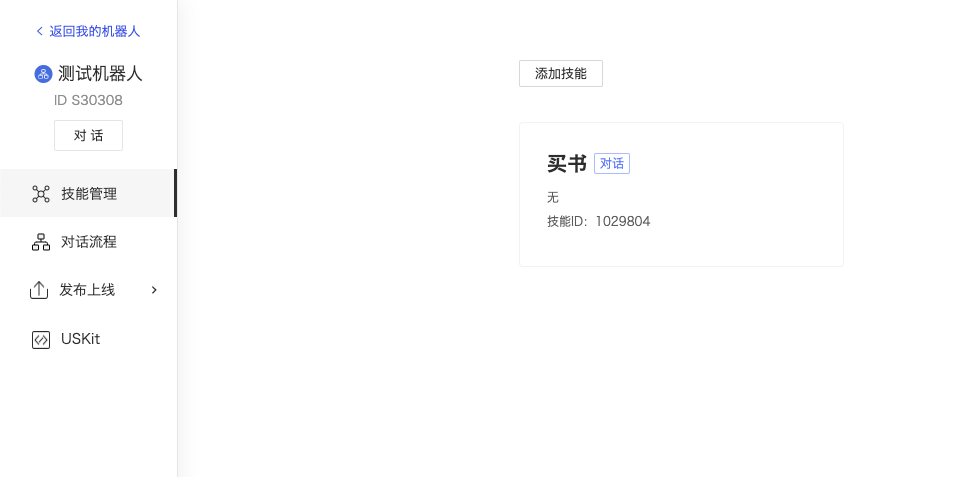 返回我的机器人
测试机器人
ID S30308
对 话
技能管理
对话流程
发布上线
USKit
添加技能
买书 对话
无
技能ID：1029804